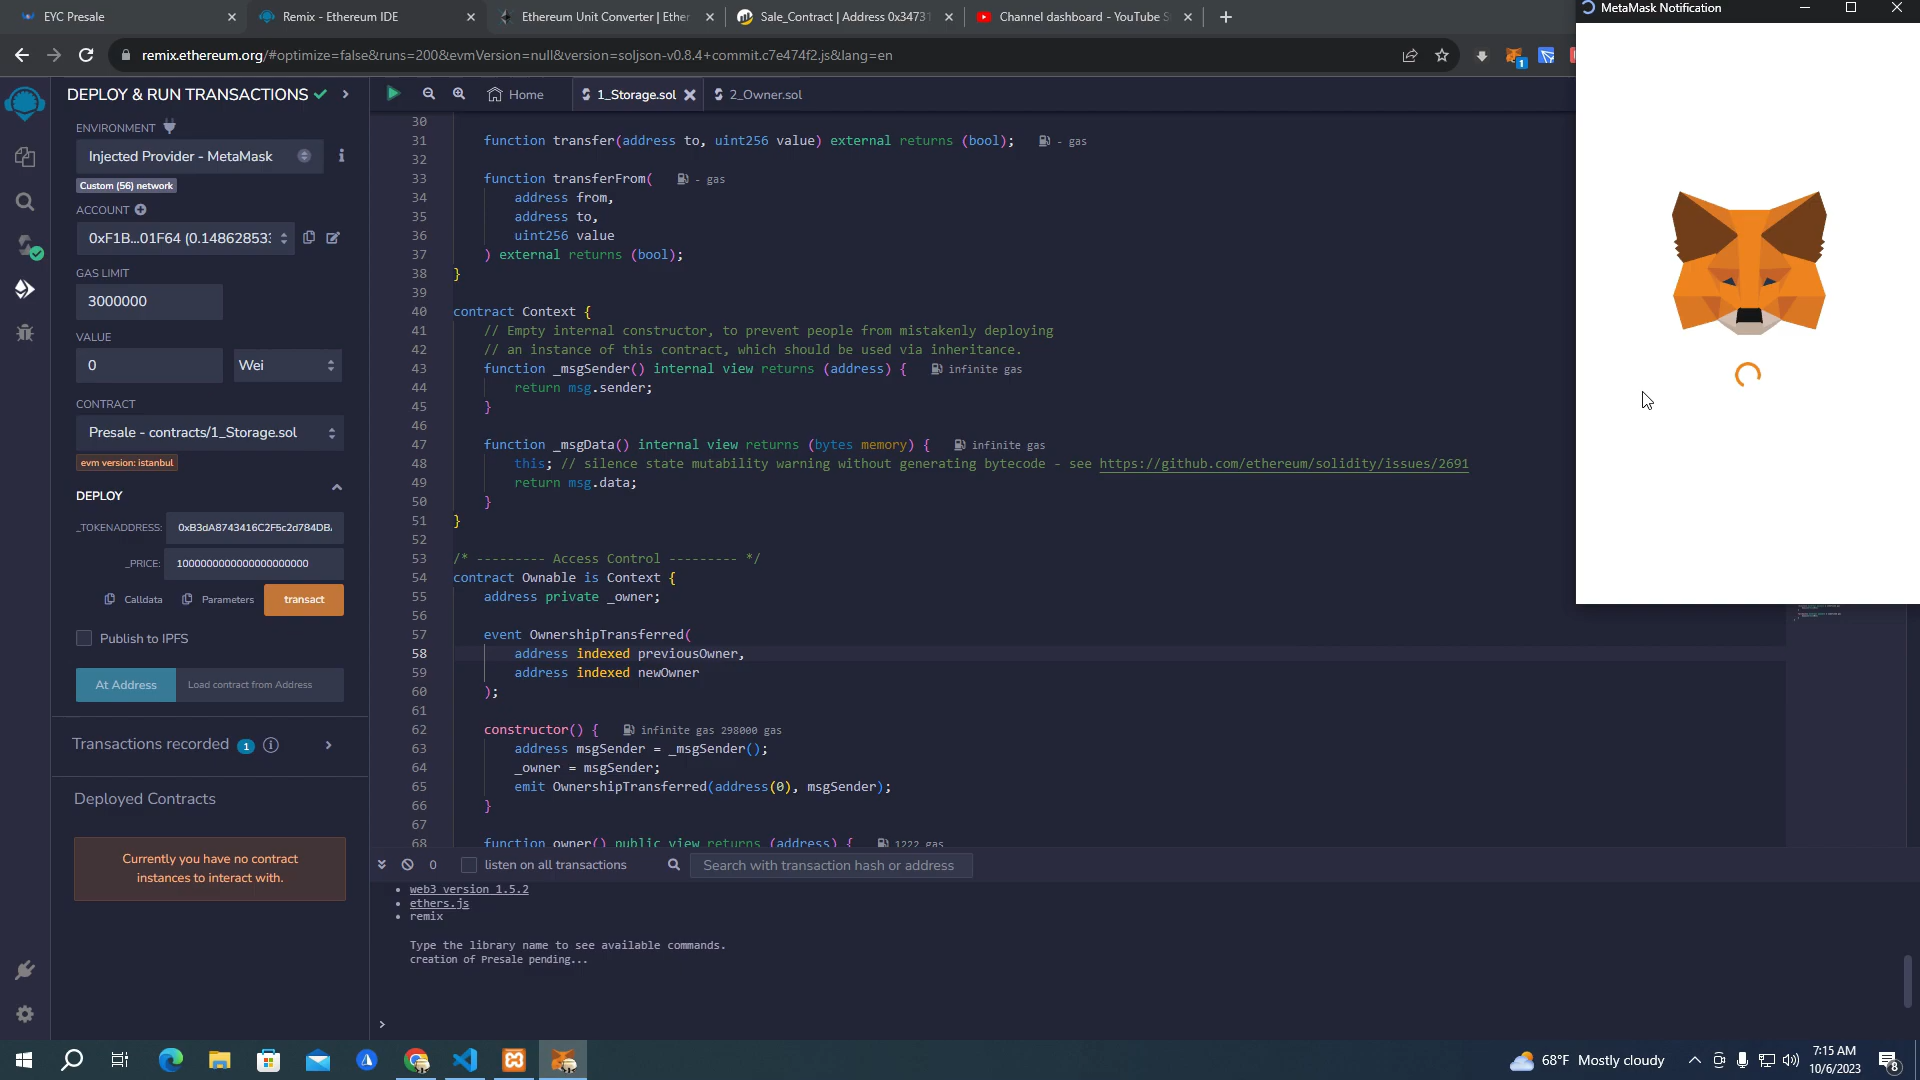 EYC Presale
Remix - Ethereum IDE
Ethereum Unit Converter | Ether
Sale_Contract | Address 0x34731
Channel dashboard - YouTube S
MetaMask Notification
remix.ethereum.org/#optimize=false&runs=200&evmVersion=null&version=soljson-v0.8.4+commit.c7e474f2.js&lang=en
1
DEPLOY & RUN TRANSACTIONS
Home
1_Storage.sol
2_Owner.sol
ENVIRONMENT
Injected Provider - MetaMask
Custom (56) network
ACCOUNT
0xF1B...01F64 (0.14862853
GAS LIMIT
3000000
VALUE
0
Wei
CONTRACT
Presale - contracts/1_Storage.sol
evm version: istanbul
DEPLOY
_TOKENADDRESS: 0xB3dA8743416C2F5c2d784DB
_PRICE: 1000000000000000000000
Calldata
Parameters
transact
Publish to IPFS
At Address
Load contract from Address
Transactions recorded 1
Deployed Contracts
Currently you have no contract
instances to interact with.
30
31 function transfer(address to, uint256 value) external returns (bool); - gas
32
33 function transferFrom( - gas
34 address from,
35 address to,
36 uint256 value
37 ) external returns (bool);
38 }
39
40 contract Context {
41 // Empty internal constructor, to prevent people from mistakenly deploying
42 // an instance of this contract, which should be used via inheritance.
43 function _msgSender() internal view returns (address) { infinite gas
44 return msg.sender;
45 }
46
47 function _msgData() internal view returns (bytes memory) { infinite gas
48 this; // silence state mutability warning without generating bytecode - see https://github.com/ethereum/solidity/issues/2691
49 return msg.data;
50 }
51 }
52
53 /* --------- Access Control --------- */
54 contract Ownable is Context {
55 address private _owner;
56
57 event OwnershipTransferred(
58 address indexed previousOwner,
59 address indexed newOwner
60 );
61
62 constructor() { infinite gas 298000 gas
63 address msgSender = _msgSender();
64 _owner = msgSender;
65 emit OwnershipTransferred(address(0), msgSender);
66 }
67
68 function owner() public view returns (address) { 1222 gas
0
listen on all transactions
Search with transaction hash or address
web3 version 1.5.2
ethers.js
remix
Type the library name to see available commands.
creation of Presale pending...
>
68°F Mostly cloudy
7:15 AM
10/6/2023
8